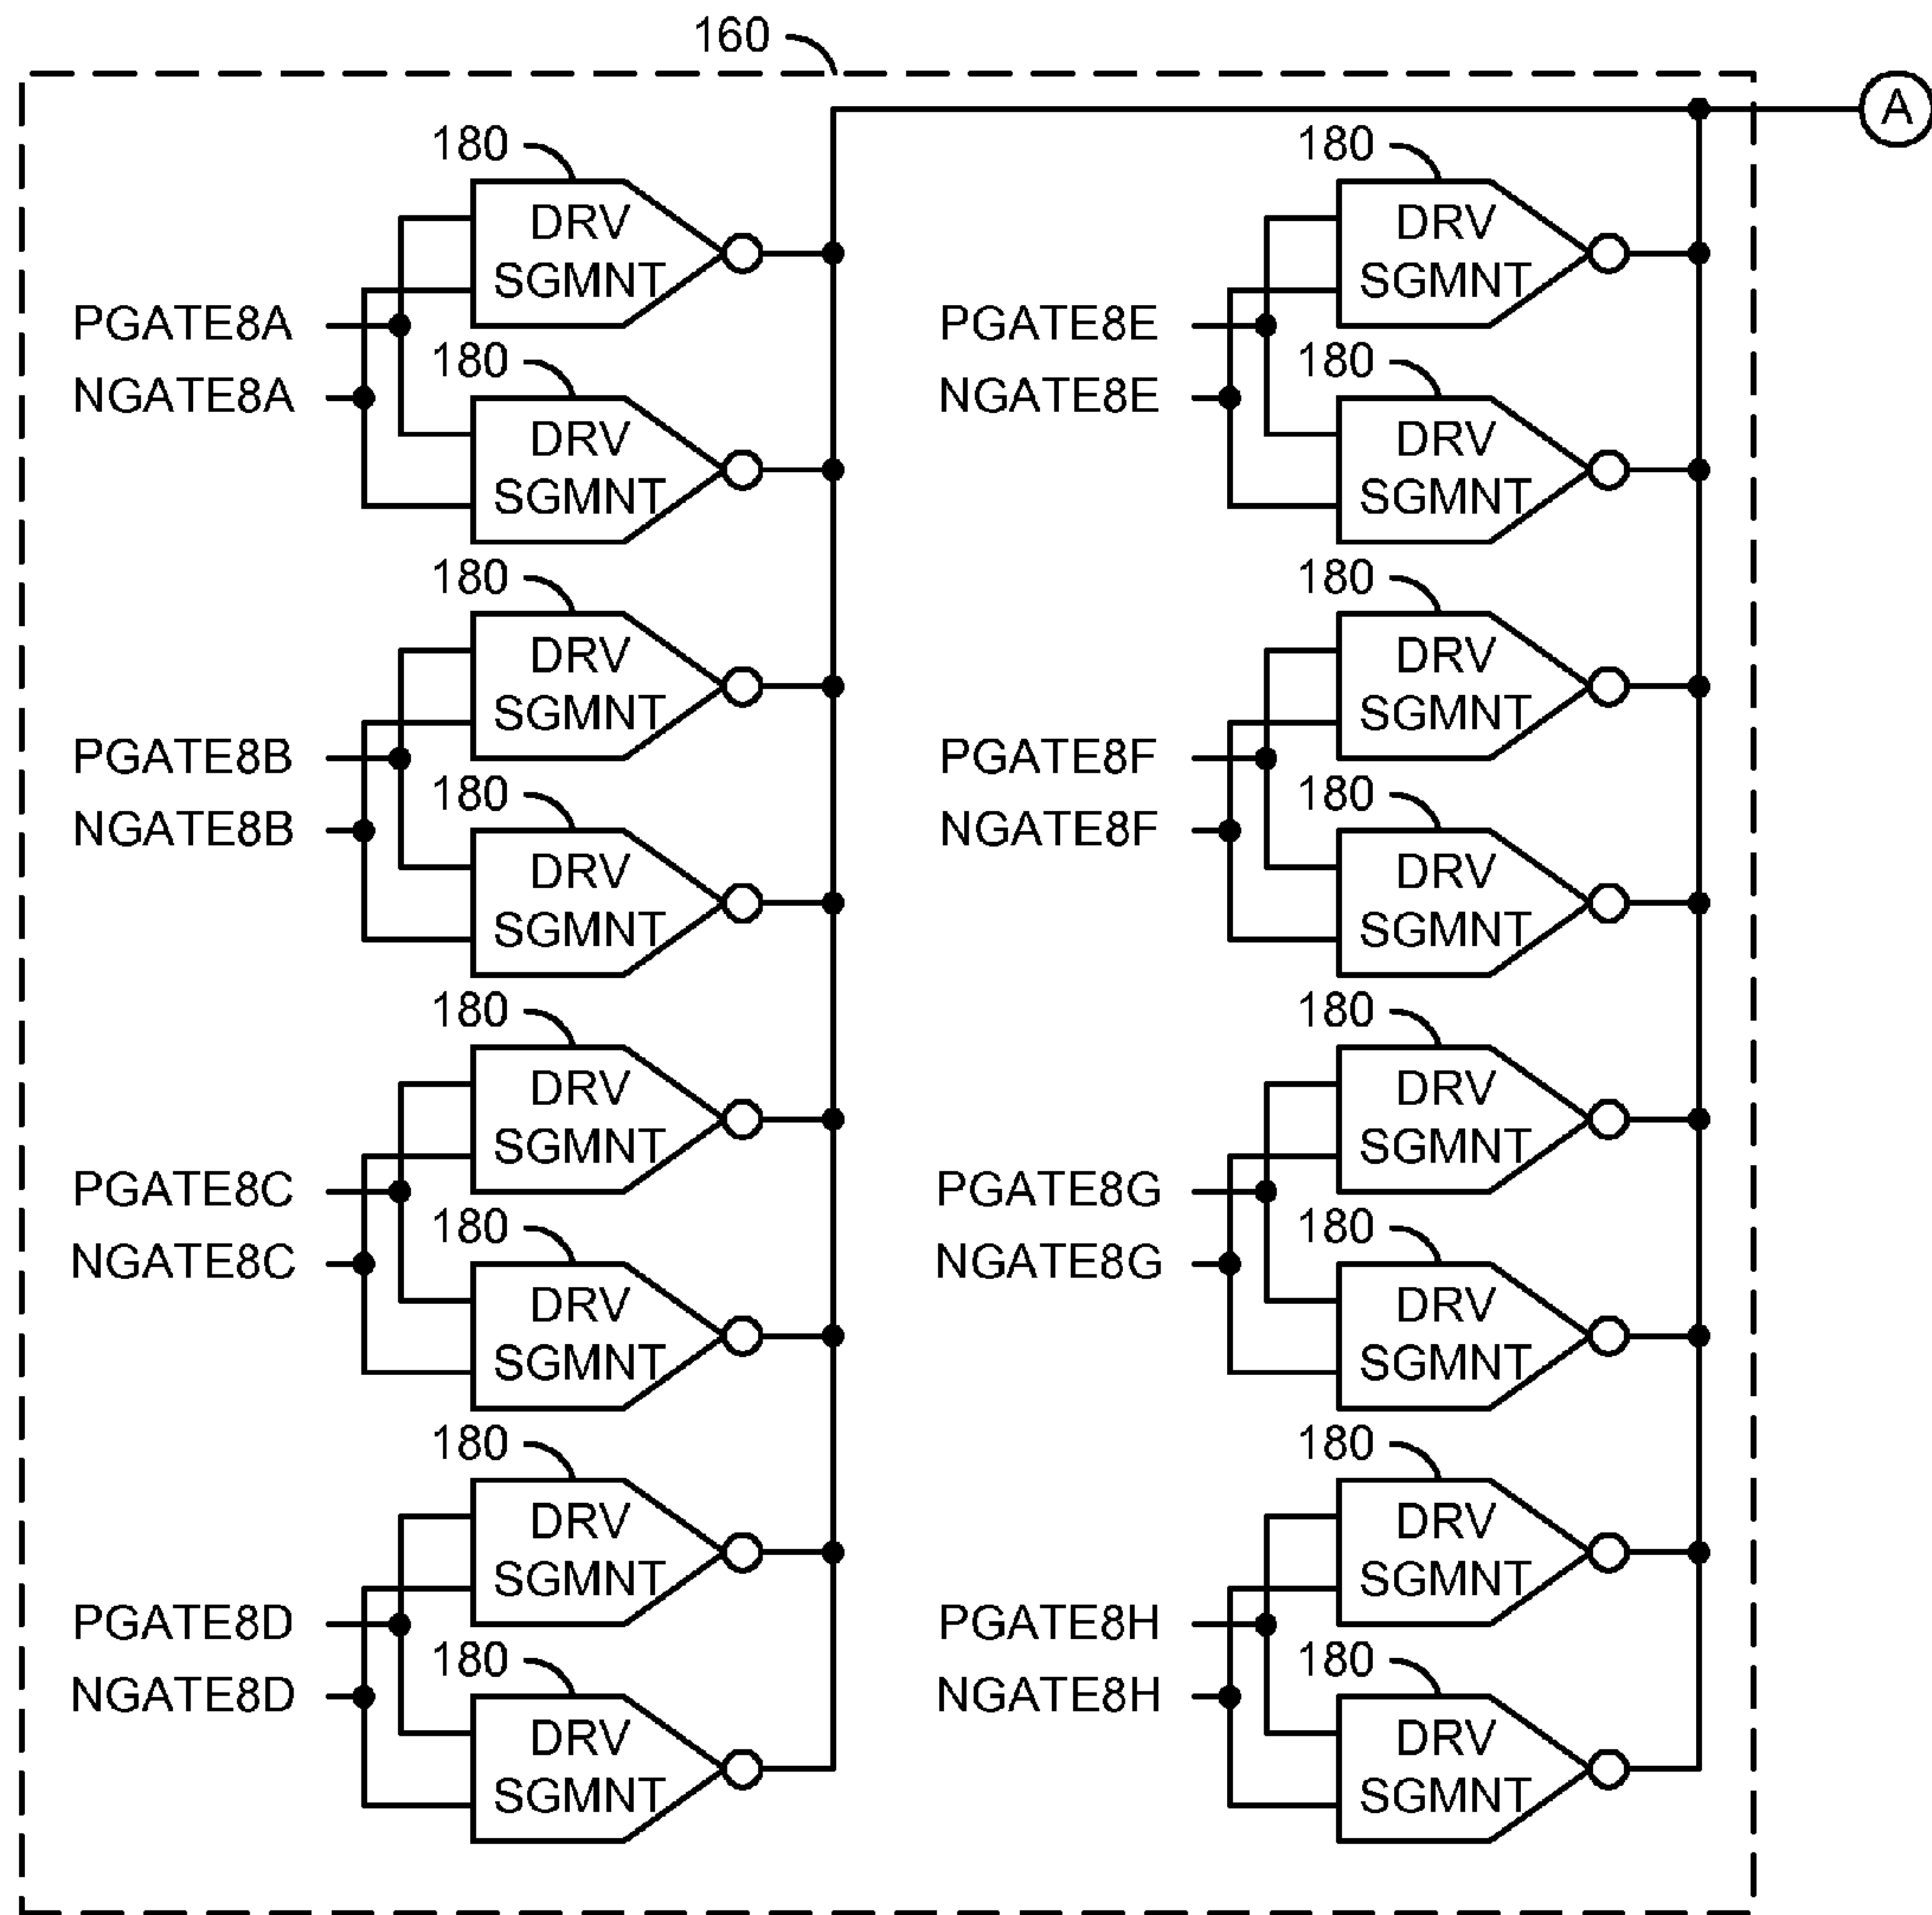 160
A
180
DRV
SGMNT
PGATE8A
180
NGATE8A
DRV
SGMNT
180
DRV
SGMNT
PGATE8B
180
NGATE8B
DRV
SGMNT
180
DRV
SGMNT
PGATE8C
180
NGATE8C
DRV
SGMNT
180
DRV
SGMNT
PGATE8D
180
NGATE8D
DRV
SGMNT
180
DRV
SGMNT
PGATE8E
180
NGATE8E
DRV
SGMNT
180
DRV
SGMNT
PGATE8F
180
NGATE8F
DRV
SGMNT
180
DRV
SGMNT
PGATE8G
180
NGATE8G
DRV
SGMNT
180
DRV
SGMNT
PGATE8H
180
NGATE8H
DRV
SGMNT